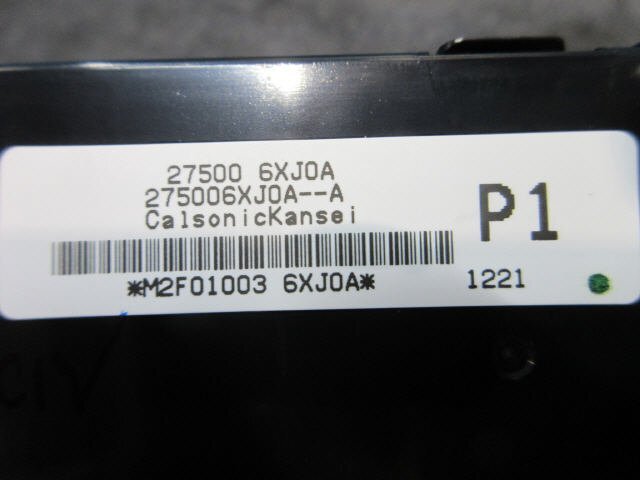 27500 6XJ0A
275006XJ0A--A
CalsonicKansei
P1
*M2F01003 6XJ0A*
1221